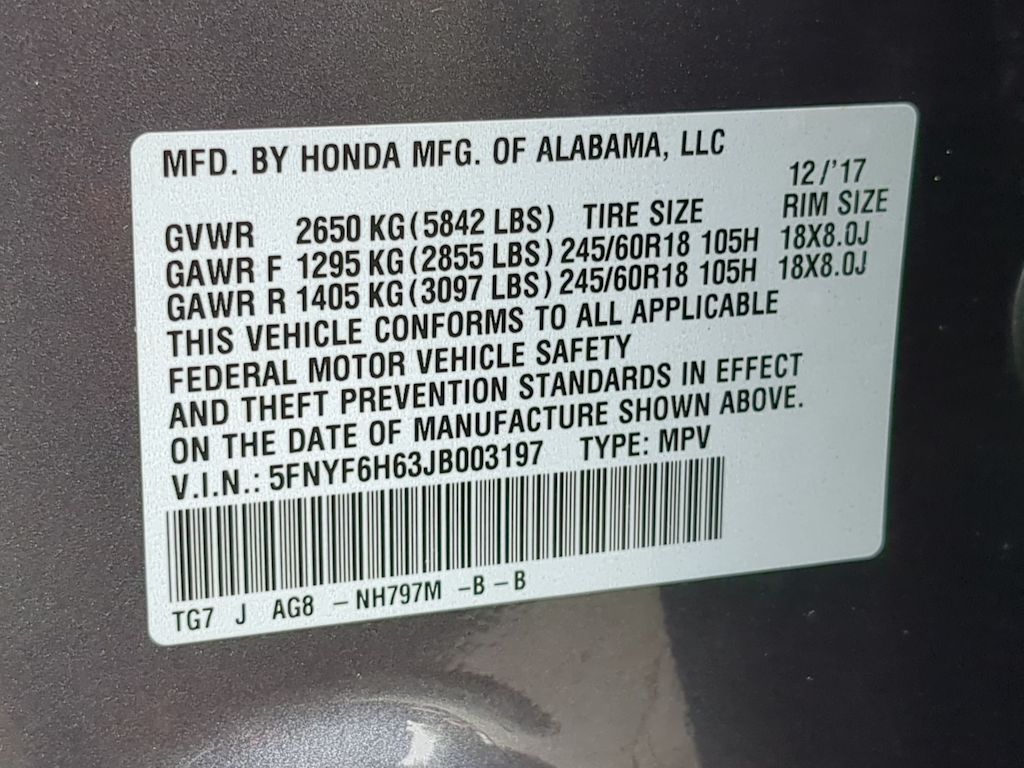 MFD. BY HONDA MFG. OF ALABAMA, LLC
12/'17
GVWR 2650 KG (5842 LBS) TIRE SIZE RIM SIZE
GAWR F 1295 KG (2855 LBS) 245/60R18 105H 18X8.0J
GAWR R 1405 KG (3097 LBS) 245/60R18 105H 18X8.0J
THIS VEHICLE CONFORMS TO ALL APPLICABLE
FEDERAL MOTOR VEHICLE SAFETY
AND THEFT PREVENTION STANDARDS IN EFFECT
ON THE DATE OF MANUFACTURE SHOWN ABOVE.
V.I.N.: 5FNYF6H63JB003197 TYPE: MPV
TG7 J AG8 -NH797M -B -B